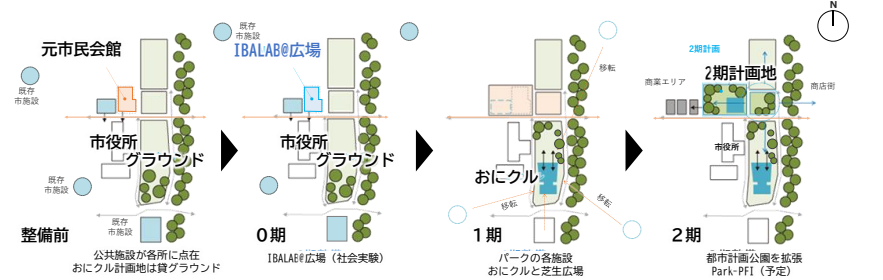 元市民会館
既存
市施設
市役所
グラウンド
既存
市施設
既存
市施設
整備前
公共施設が各所に点在
おにクル計画地は貸グラウンド
既存
市施設
IBALAB@広場
市役所
グラウンド
0期
IBALAB@広場（社会実験）
移転
おにクル
移転
移転
1期
パークの各施設
おにクルと芝生広場
N
2期計画
商業エリア
2期計画地
商店街
市役所
2期
都市計画公園を拡張
Park-PFI（予定）